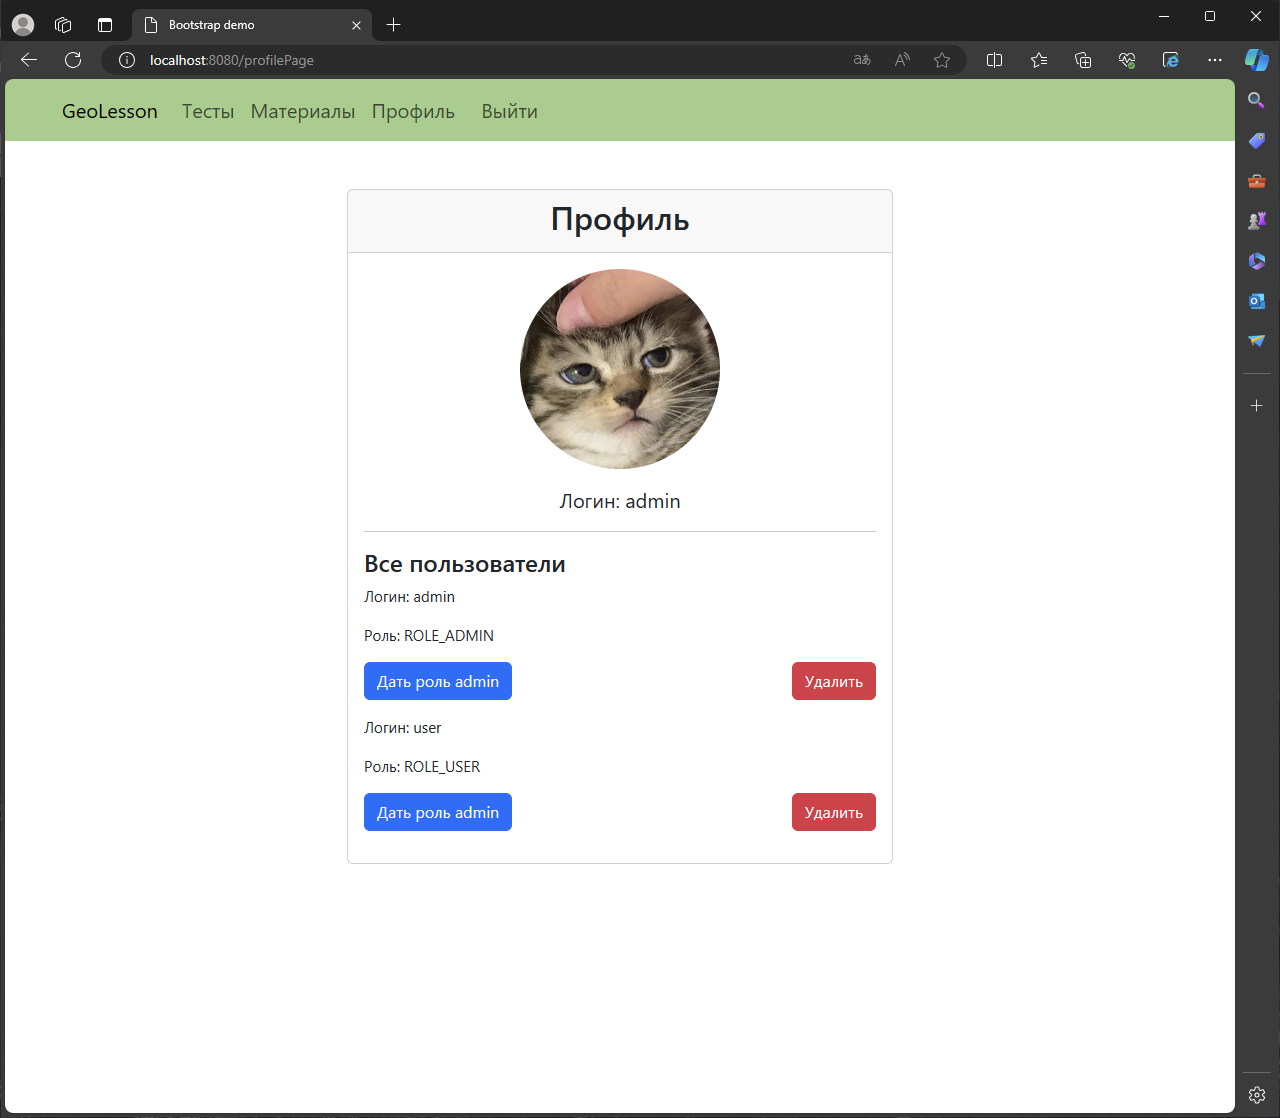 Bootstrap demo
localhost:8080/profilePage
GeoLesson Тесты Материалы Профиль Выйти
Профиль
Логин: admin
Все пользователи
Логин: admin
Роль: ROLE_ADMIN
Дать роль admin Удалить
Логин: user
Роль: ROLE_USER
Дать роль admin Удалить